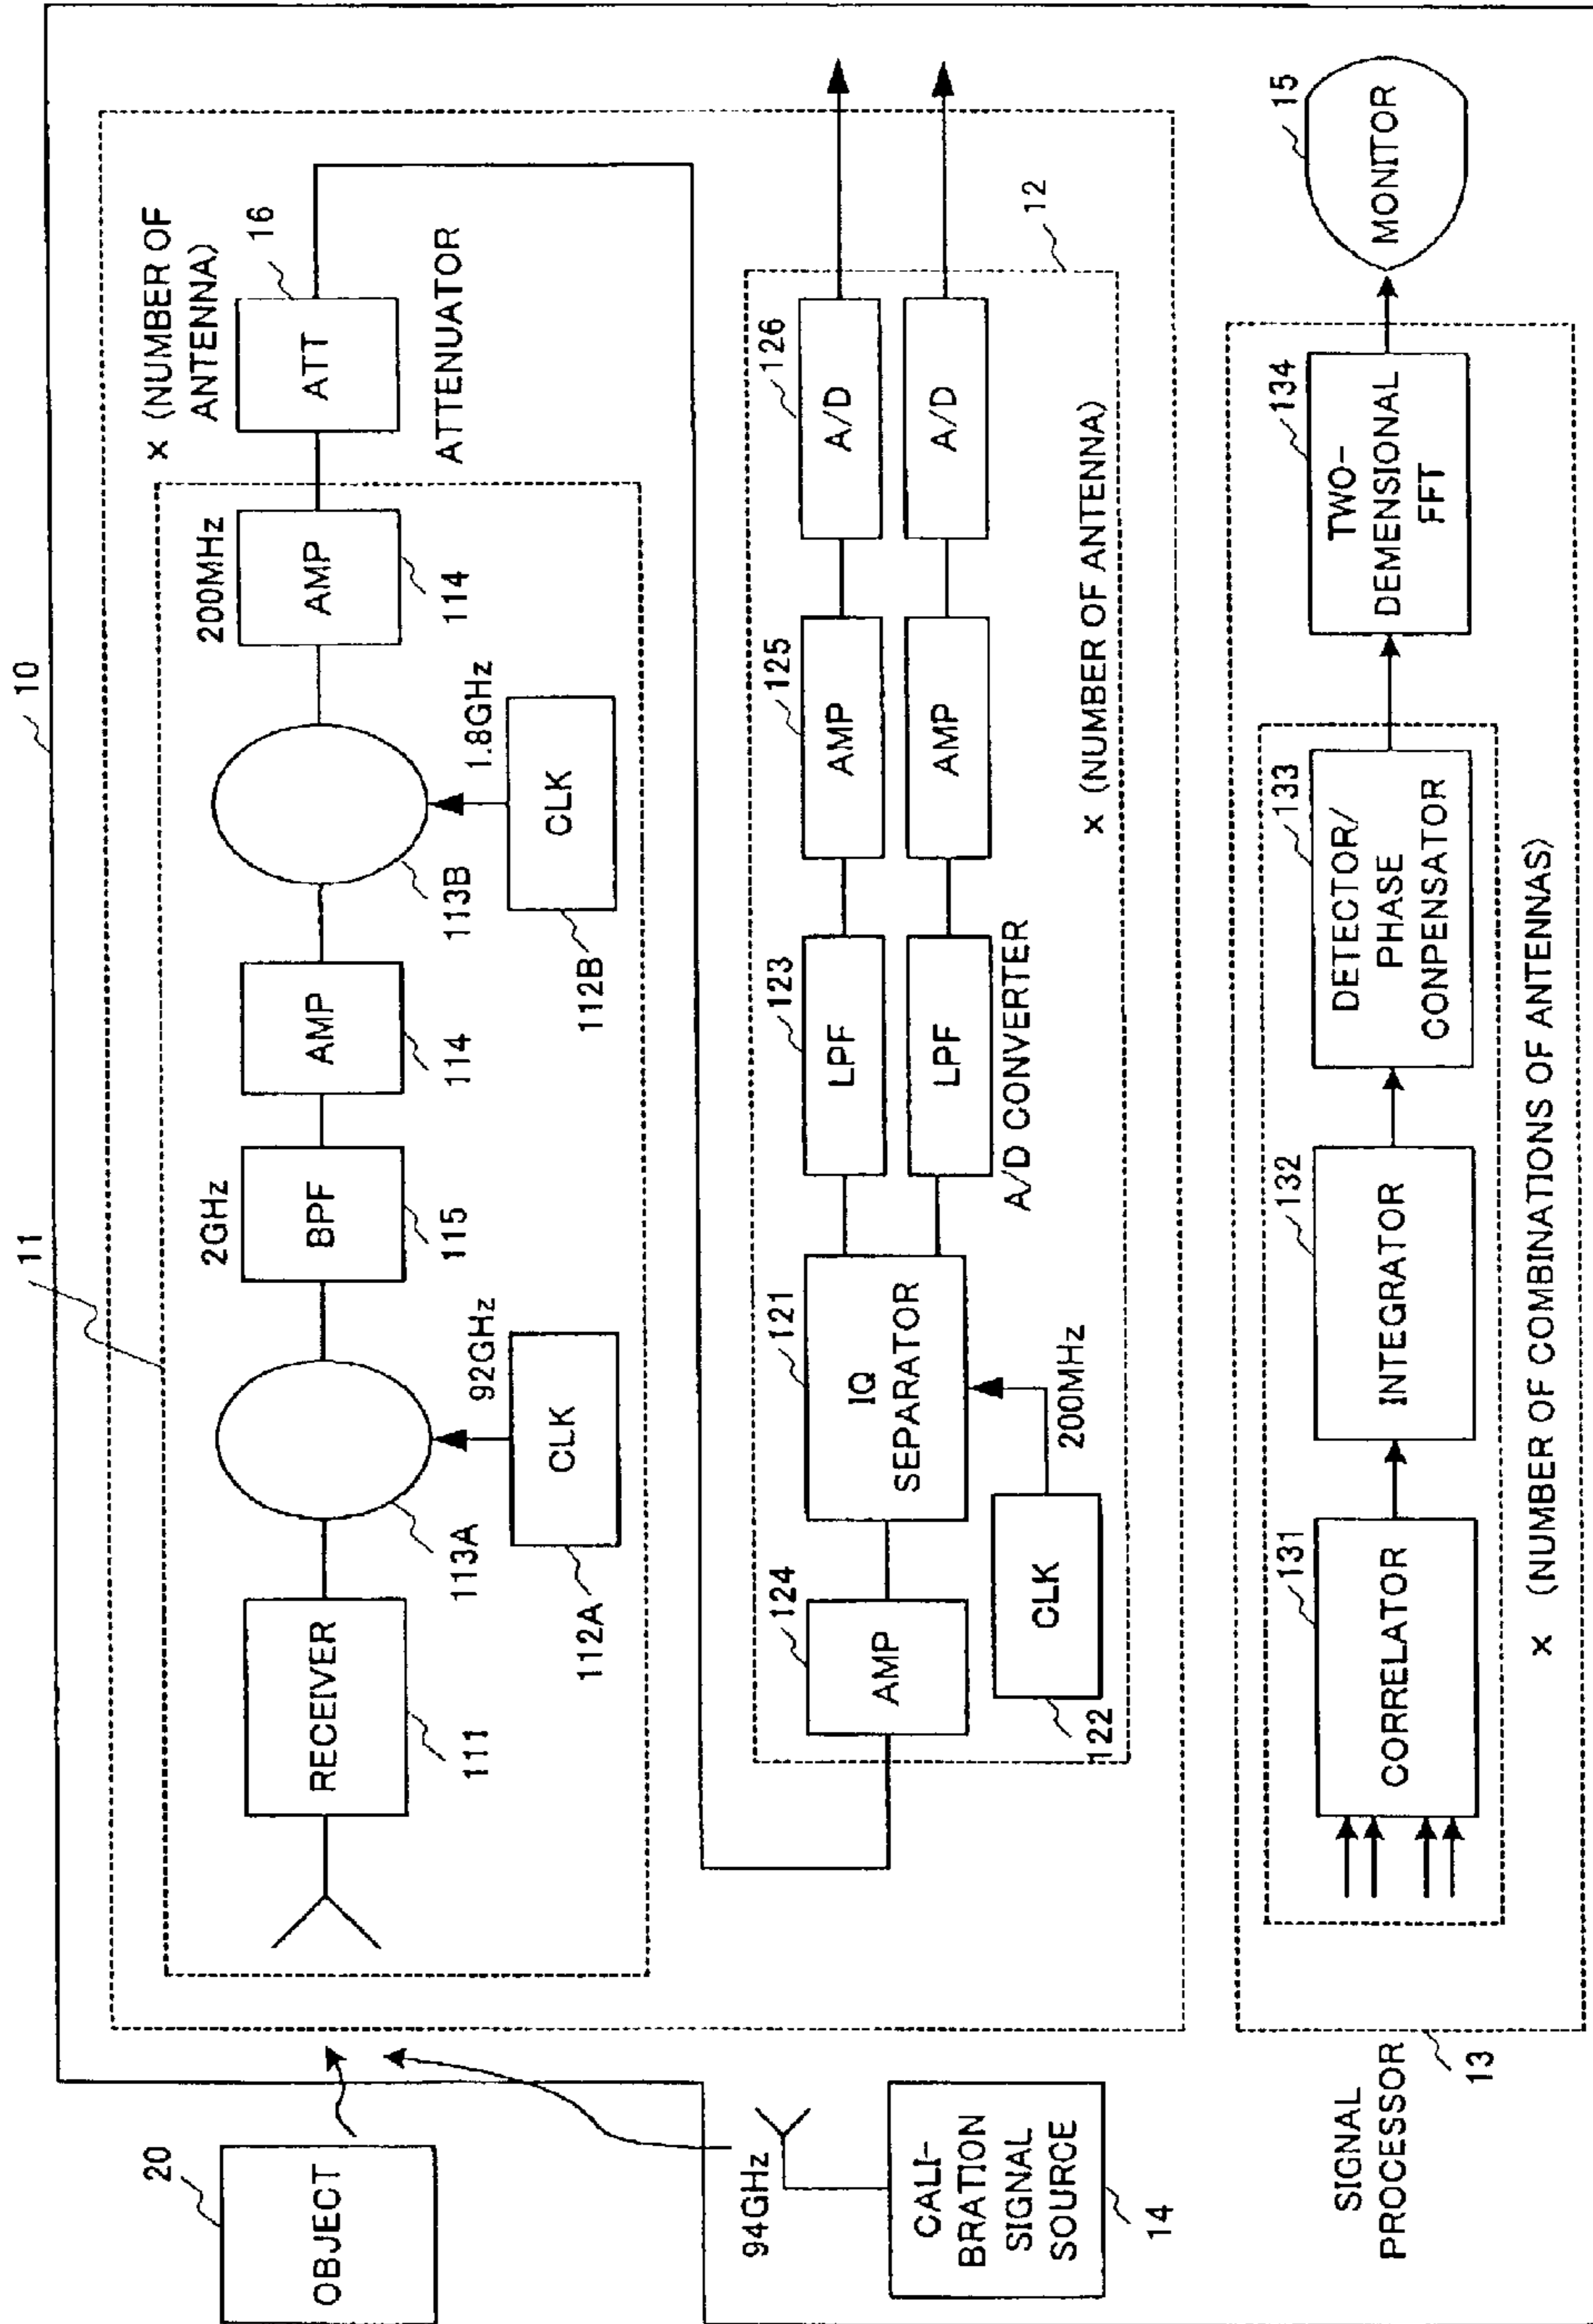 10
11
20
OBJECT
94GHz
CALI-
BRATION
SIGNAL
SOURCE
14
RECEIVER
111
113A
92GHz
CLK
112A
2GHz
BPF
115
AMP
114
113B
1.8GHz
CLK
112B
200MHz
AMP
114
× (NUMBER OF
ANTENNA)
16
ATT
ATTENUATOR
12
124
AMP
121
IQ
SEPARATOR
200MHz
CLK
122
123
LPF
LPF
125
AMP
AMP
126
A/D
A/D
A/D CONVERTER
× (NUMBER OF ANTENNA)
SIGNAL
PROCESSOR
13
131
CORRELATOR
132
INTEGRATOR
133
DETECTOR/
PHASE
CONPENSATOR
× (NUMBER OF COMBINATIONS OF ANTENNAS)
134
TWO-
DEMENSIONAL
FFT
15
MONITOR